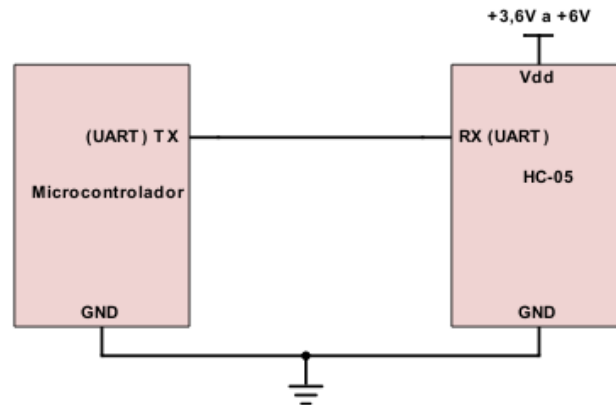 +3,6V a +6V
Vdd
(UART) TX
RX (UART)
HC-05
Microcontrolador
GND
GND